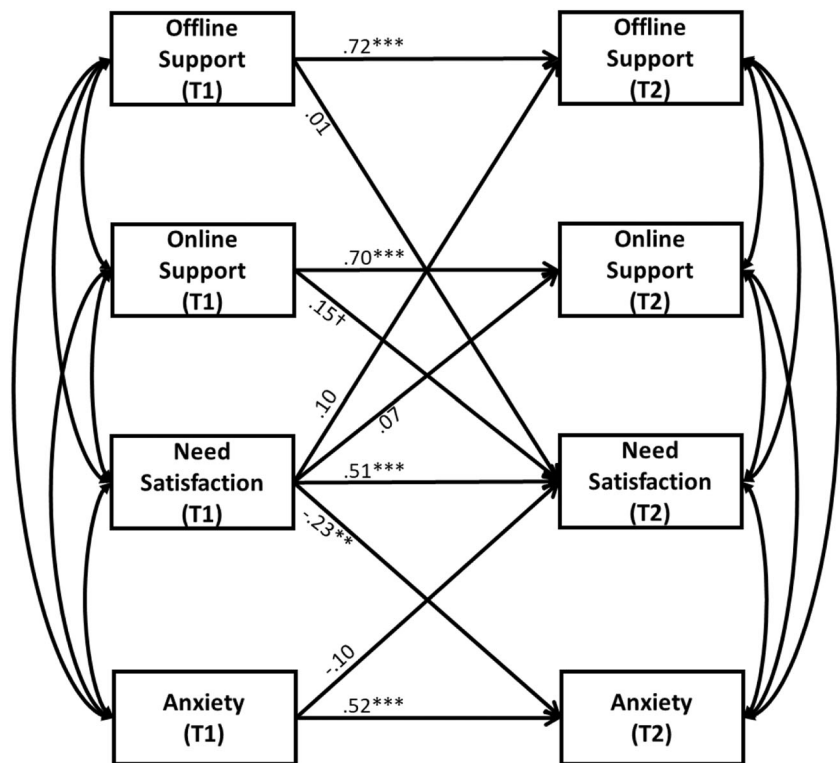 Offline
Support
(T1)
.72***
Offline
Support
(T2)
.01
Online
Support
(T1)
.70***
.15†
Online
Support
(T2)
.10
.07
Need
Satisfaction
(T1)
.51***
-.23**
Need
Satisfaction
(T2)
-.10
Anxiety
(T1)
.52***
Anxiety
(T2)